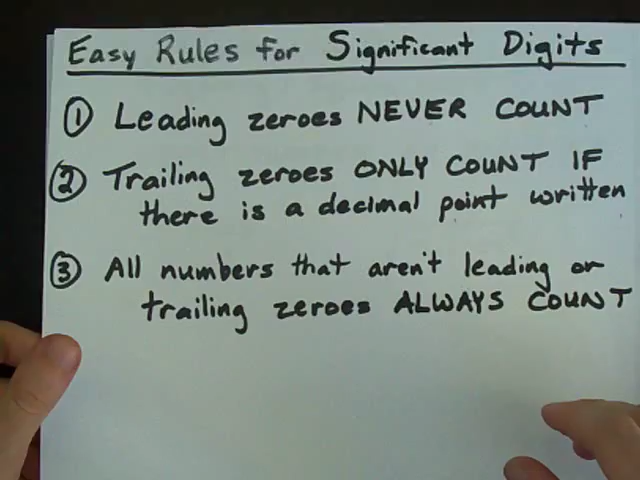 Easy Rules for Significant Digits
① Leading zeroes NEVER COUNT
② Trailing zeroes ONLY COUNT IF
there is a decimal point written
③ All numbers that aren't leading or
trailing zeroes ALWAYS COUNT